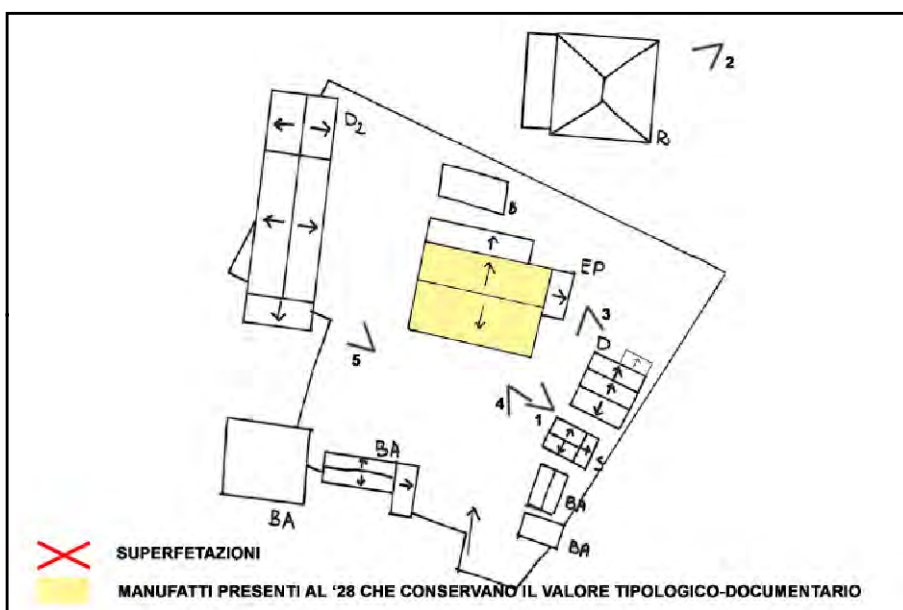 2
D2
R
B
EP
3
D
5
4
1
S
BA
BA
BA
BA
SUPERFETAZIONI
MANUFATTI PRESENTI AL '28 CHE CONSERVANO IL VALORE TIPOLOGICO-DOCUMENTARIO